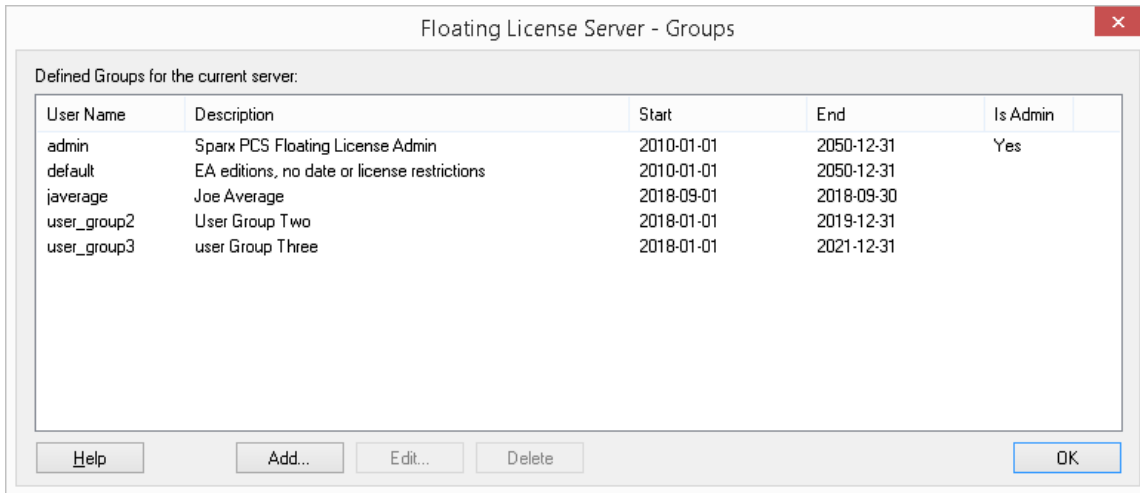 Floating License Server - Groups
Defined Groups for the current server:
User Name Description Start End Is Admin
admin Sparx PCS Floating License Admin 2010-01-01 2050-12-31 Yes
default EA editions, no date or license restrictions 2010-01-01 2050-12-31
javerage Joe Average 2018-09-01 2018-09-30
user_group2 User Group Two 2018-01-01 2019-12-31
user_group3 user Group Three 2018-01-01 2021-12-31
Help Add... Edit... Delete OK